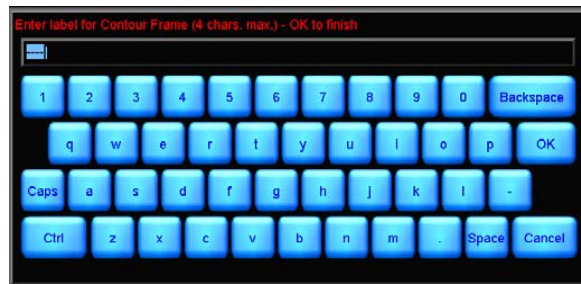 Enter label for Contour Frame (4 chars. max.) - OK to finish
----
1 2 3 4 5 6 7 8 9 0 Backspace
q w e r t y u i o p OK
Caps a s d f g h j k l -
Ctrl z x c v b n m . Space Cancel